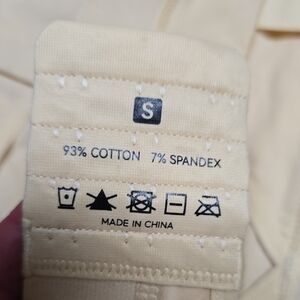 S
93% COTTON 7% SPANDEX
MADE IN CHINA